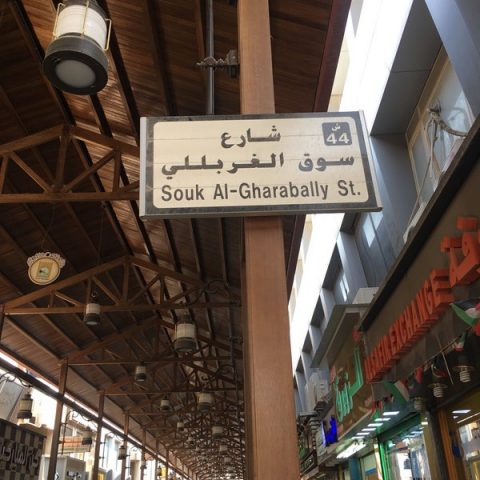 شارع
سوق الغربللي
Souk Al-Gharabally St.
ش
44
EXCHANGE